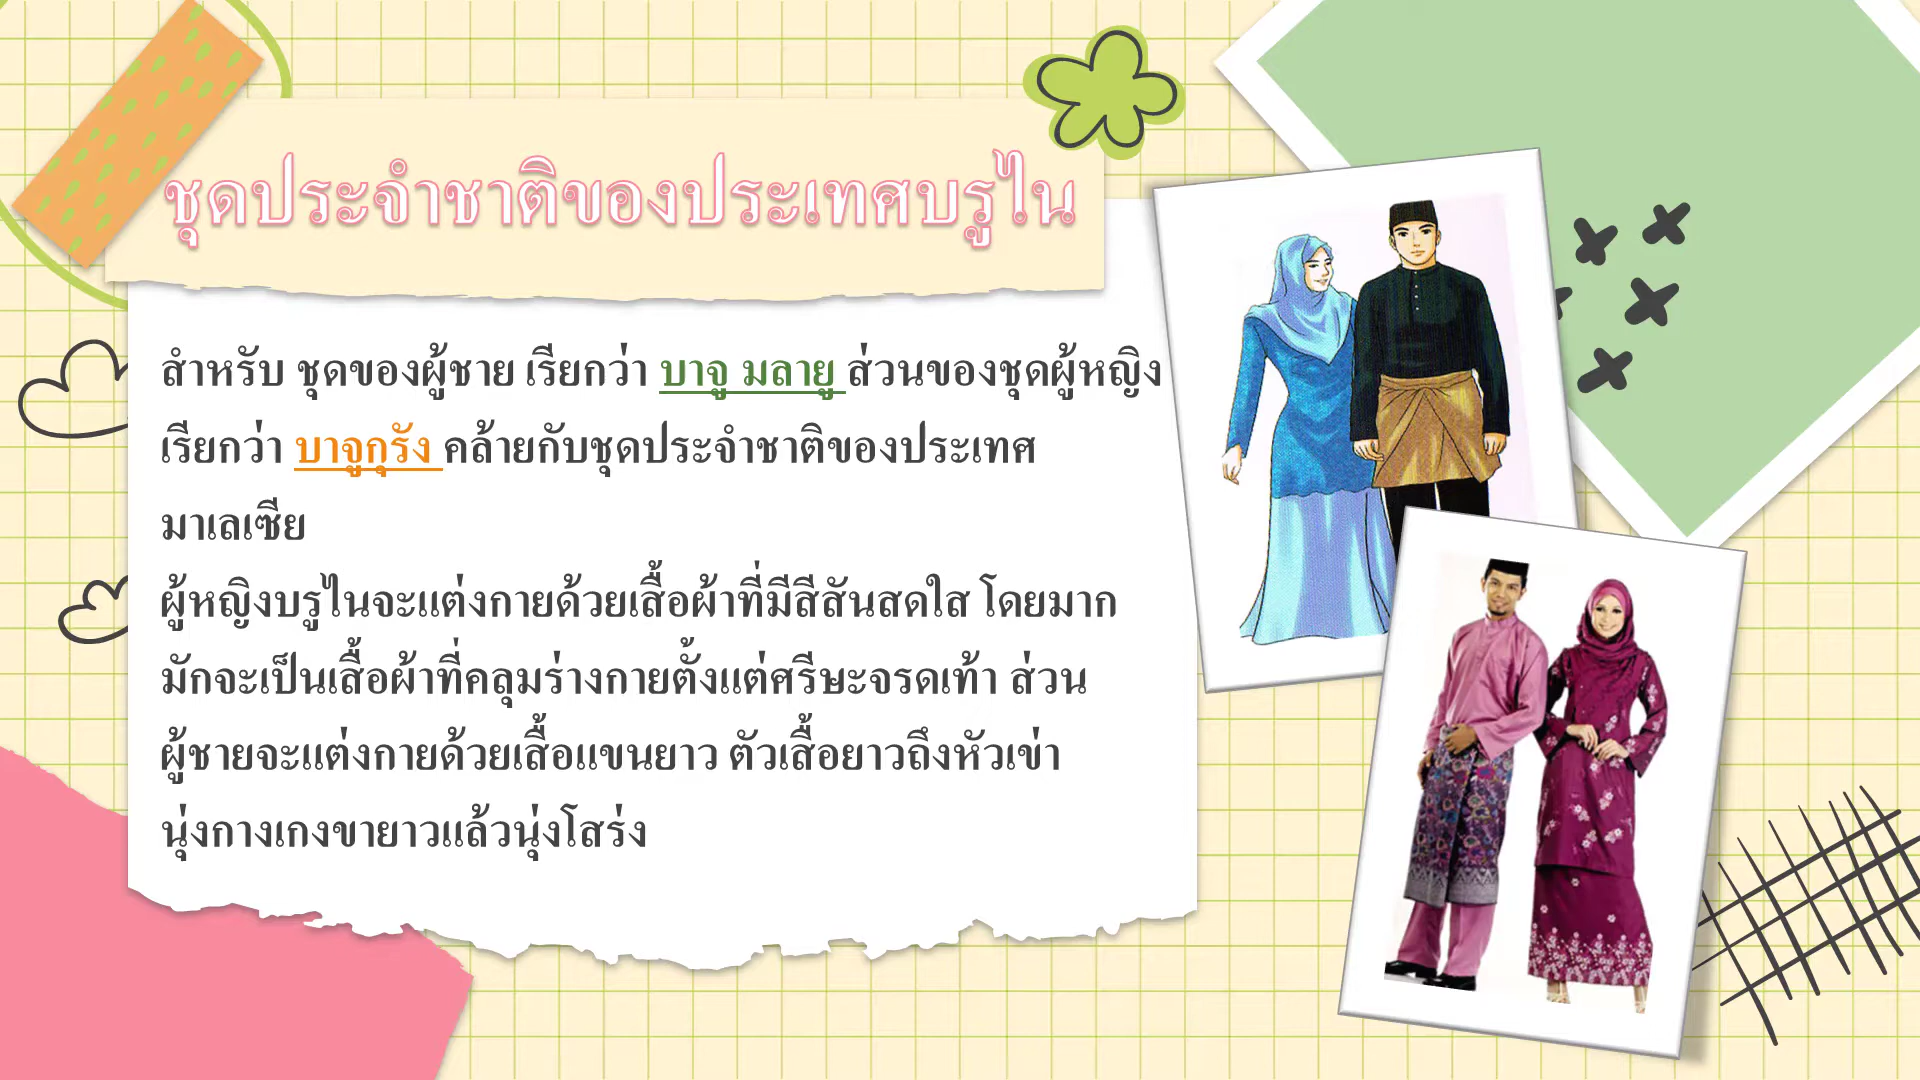 ชุดประจำชาติของประเทศบรูไน
สำหรับ ชุดของผู้ชาย เรียกว่า บาจู มลายู ส่วนของชุดผู้หญิง
เรียกว่า บาจูกุรัง คล้ายกับชุดประจำชาติของประเทศ
มาเลเซีย
ผู้หญิงบรูไนจะแต่งกายด้วยเสื้อผ้าที่มีสีสันสดใส โดยมาก
มักจะเป็นเสื้อผ้าที่คลุมร่างกายตั้งแต่ศรีษะจรดเท้า ส่วน
ผู้ชายจะแต่งกายด้วยเสื้อแขนยาว ตัวเสื้อยาวถึงหัวเข่า
นุ่งกางเกงขายาวแล้วนุ่งโสร่ง